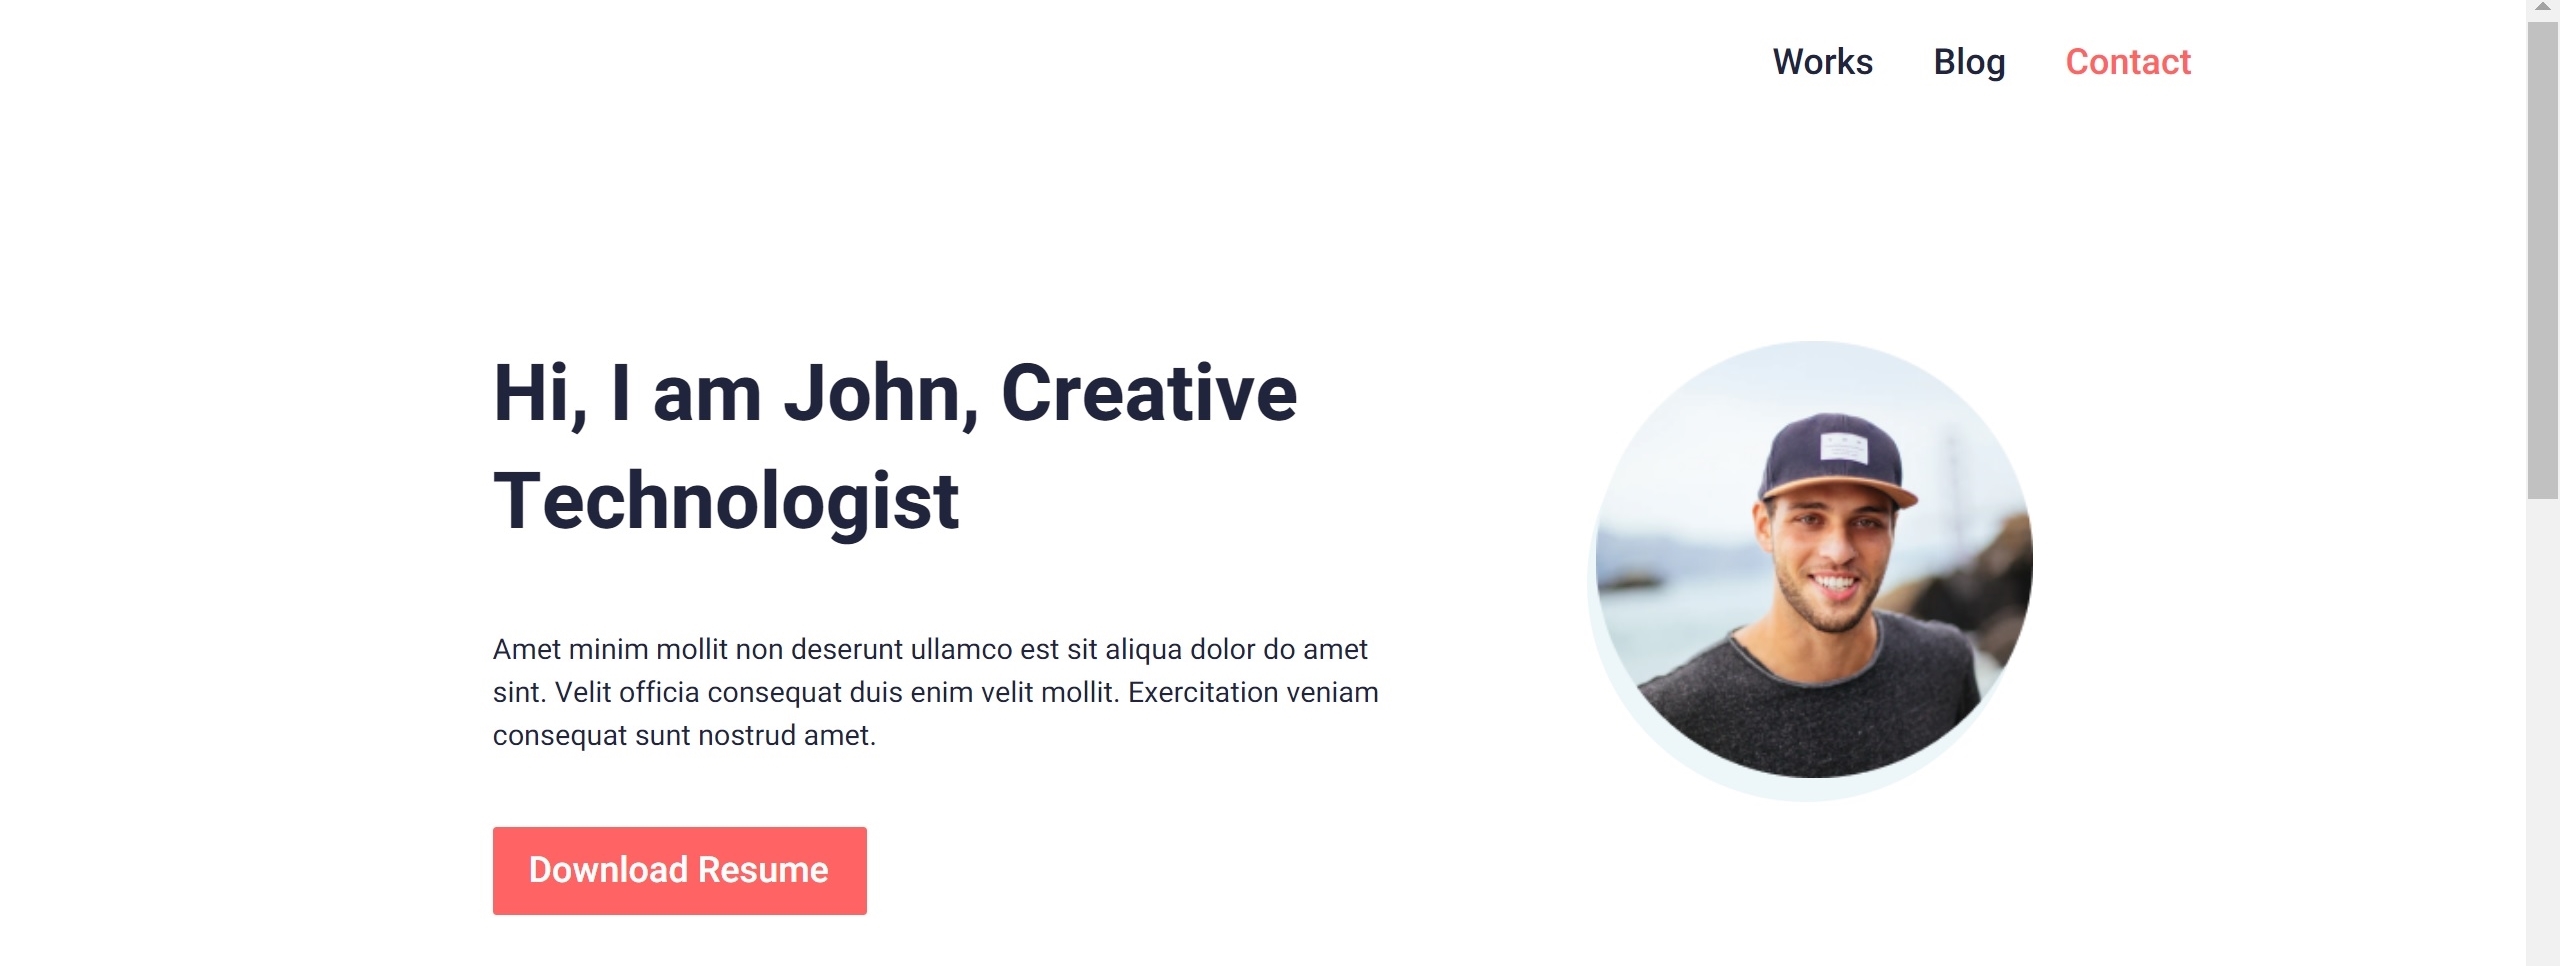 Works Blog Contact
Hi, I am John, Creative
Technologist
Amet minim mollit non deserunt ullamco est sit aliqua dolor do amet
sint. Velit officia consequat duis enim velit mollit. Exercitation veniam
consequat sunt nostrud amet.
Download Resume